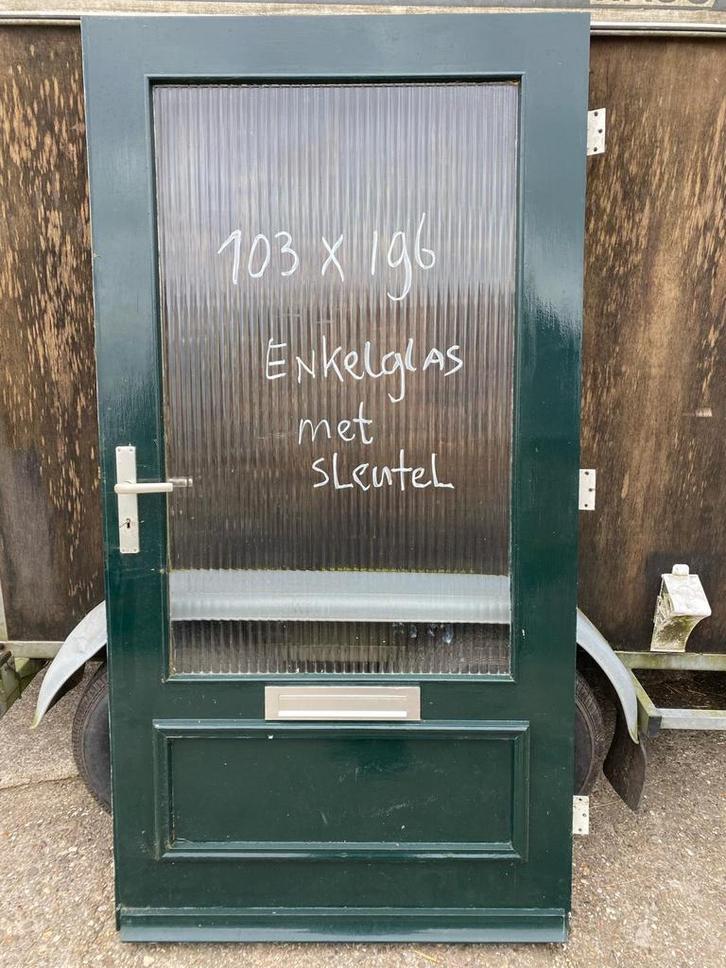 103 x 196
Enkelglas
met
sleutel